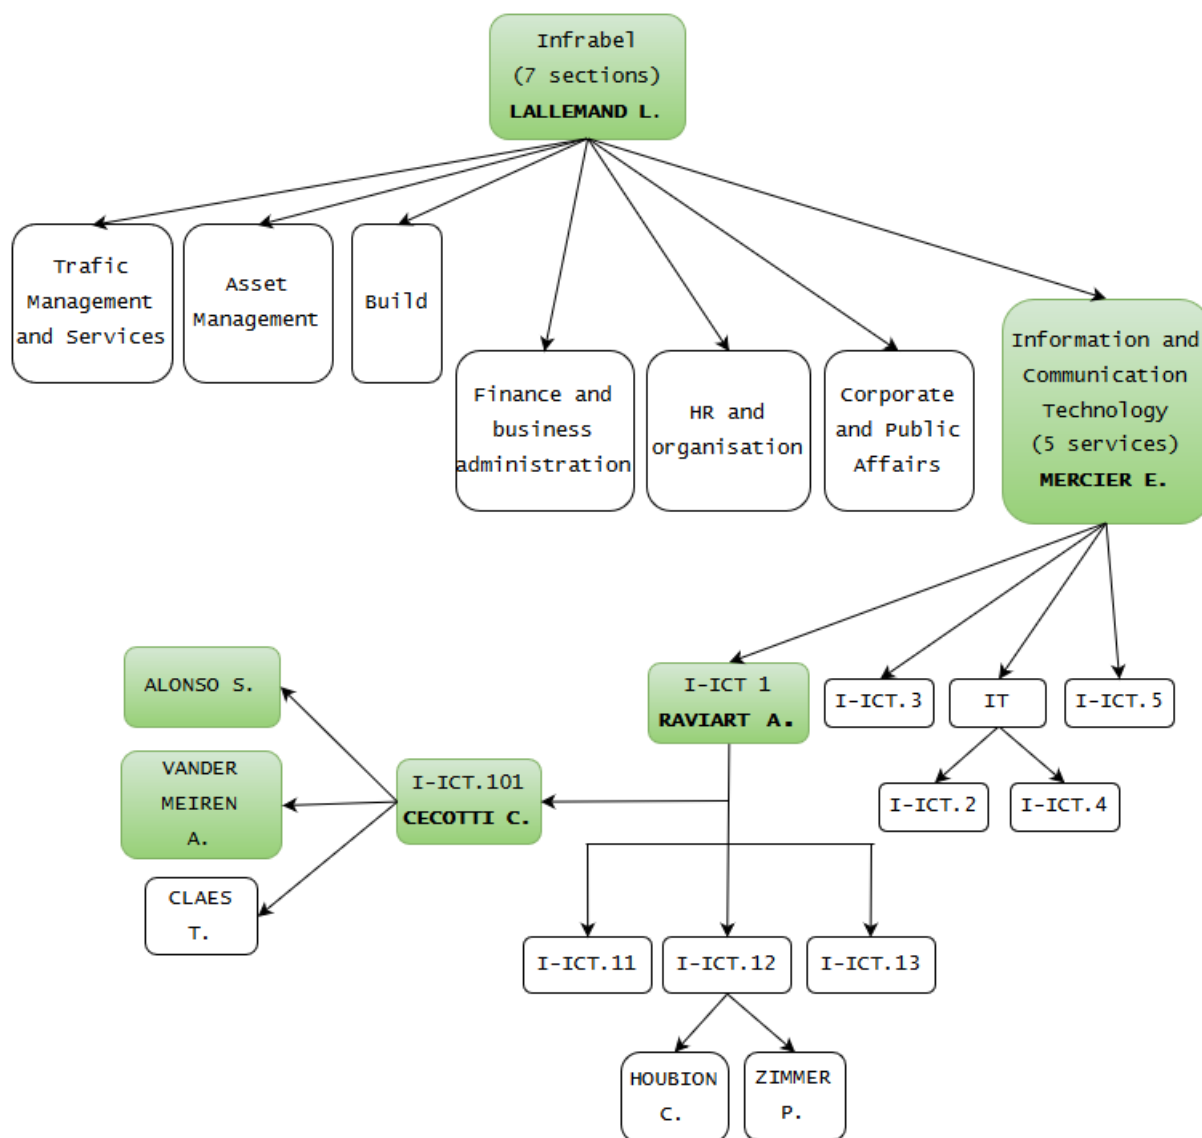 Infrabel
(7 sections)
LALLEMAND L.
Trafic
Management
and Services
Asset
Management
Build
Finance and
business
administration
HR and
organisation
Corporate
and Public
Affairs
Information and
Communication
Technology
(5 services)
MERCIER E.
I-ICT 1
RAVIART A.
I-ICT.3
IT
I-ICT.5
I-ICT.2
I-ICT.4
I-ICT.101
CECOTTI C.
ALONSO S.
VANDER
MEIREN
A.
CLAES
T.
I-ICT.11
I-ICT.12
I-ICT.13
HOUBION
C.
ZIMMER
P.